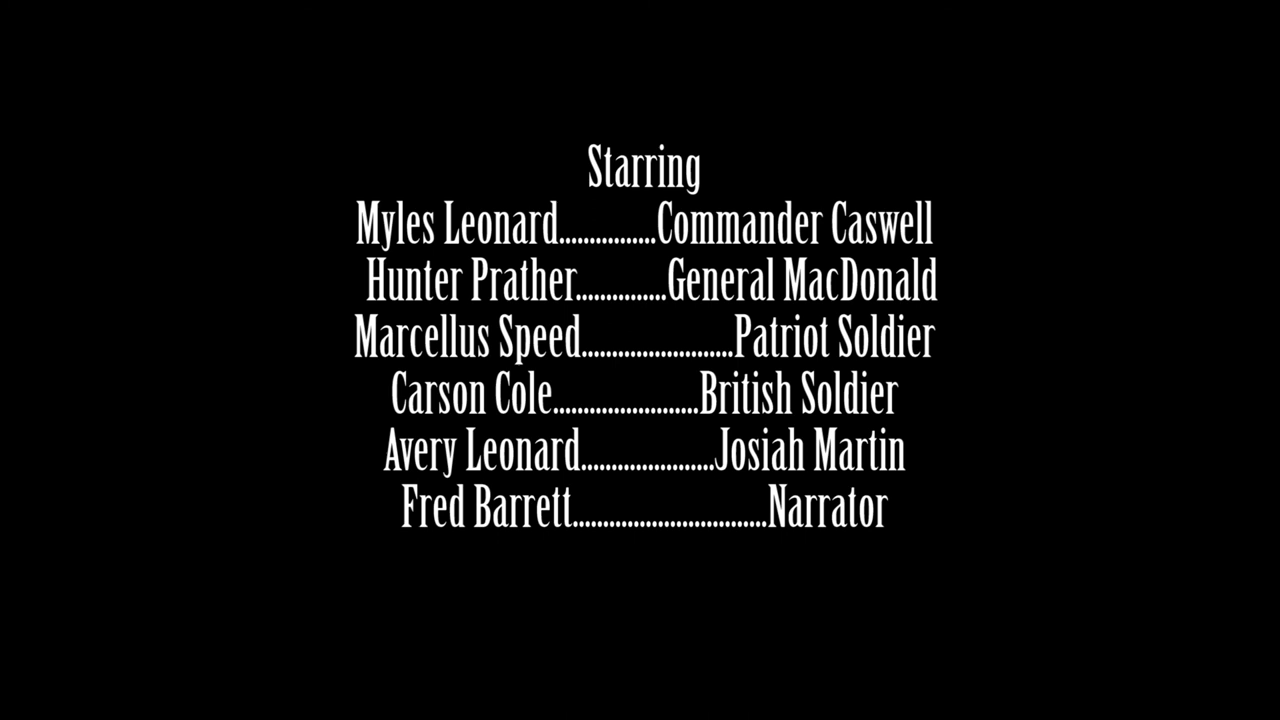 Starring
Myles Leonard................Commander Caswell
Hunter Prather...............General MacDonald
Marcellus Speed.........................Patriot Soldier
Carson Cole........................British Soldier
Avery Leonard......................Josiah Martin
Fred Barrett................................Narrator